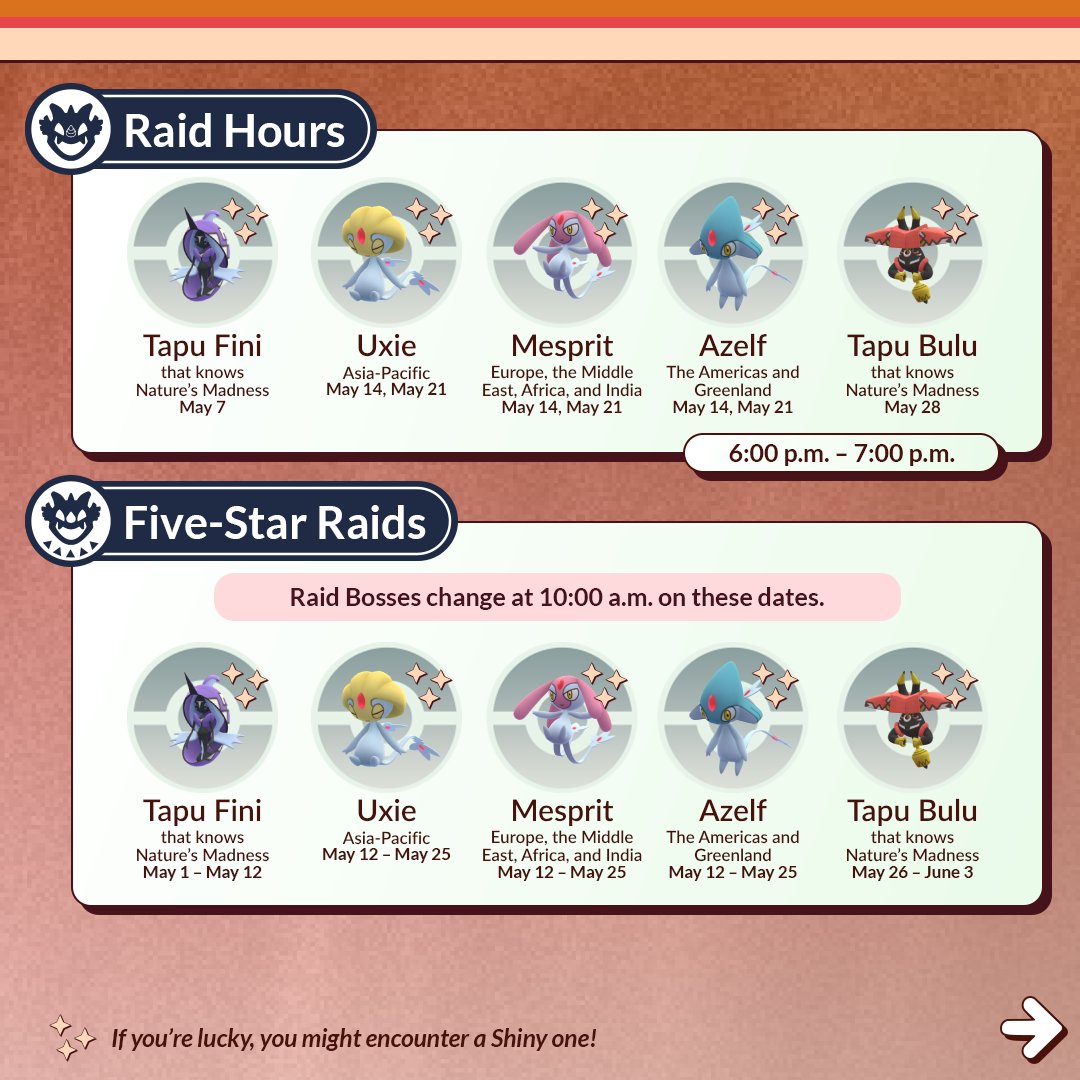 Raid Hours
Tapu Fini
that knows
Nature's Madness
May 7
Uxie
Asia-Pacific
May 14, May 21
Mesprit
Europe, the Middle
East, Africa, and India
May 14, May 21
Azelf
The Americas and
Greenland
May 14, May 21
Tapu Bulu
that knows
Nature's Madness
May 28
6:00 p.m. – 7:00 p.m.
Five-Star Raids
Raid Bosses change at 10:00 a.m. on these dates.
Tapu Fini
that knows
Nature's Madness
May 1 – May 12
Uxie
Asia-Pacific
May 12 – May 25
Mesprit
Europe, the Middle
East, Africa, and India
May 12 – May 25
Azelf
The Americas and
Greenland
May 12 – May 25
Tapu Bulu
that knows
Nature's Madness
May 26 – June 3
If you're lucky, you might encounter a Shiny one!